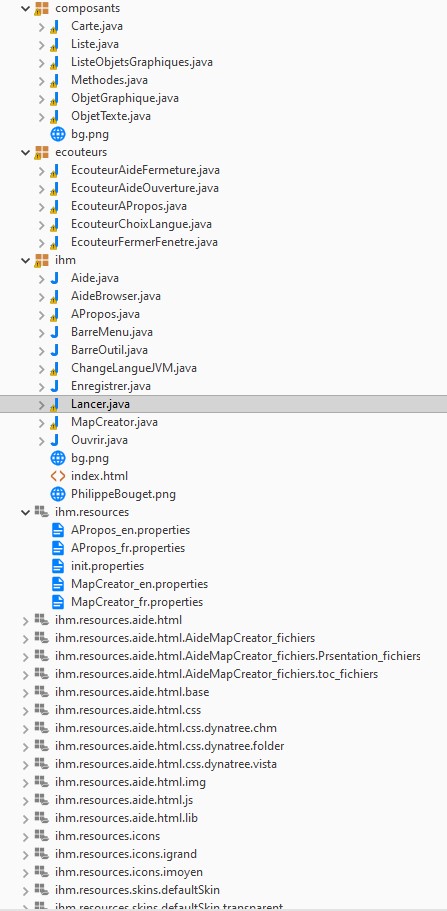 composants
Carte.java
Liste.java
ListeObjetsGraphiques.java
Methodes.java
ObjetGraphique.java
ObjetTexte.java
bg.png
ecouteurs
EcouteurAideFermeture.java
EcouteurAideOuverture.java
EcouteurAPropos.java
EcouteurChoixLangue.java
EcouteurFermerFenetre.java
ihm
Aide.java
AideBrowser.java
APropos.java
BarreMenu.java
BarreOutil.java
ChangeLangueJVM.java
Enregistrer.java
Lancer.java
MapCreator.java
Ouvrir.java
bg.png
index.html
PhilippeBouget.png
ihm.resources
APropos_en.properties
APropos_fr.properties
init.properties
MapCreator_en.properties
MapCreator_fr.properties
ihm.resources.aide.html
ihm.resources.aide.html.AideMapCreator_fichiers
ihm.resources.aide.html.AideMapCreator_fichiers.Prsentation_fichiers
ihm.resources.aide.html.AideMapCreator_fichiers.toc_fichiers
ihm.resources.aide.html.base
ihm.resources.aide.html.css
ihm.resources.aide.html.css.dynatree.chm
ihm.resources.aide.html.css.dynatree.folder
ihm.resources.aide.html.css.dynatree.vista
ihm.resources.aide.html.img
ihm.resources.aide.html.js
ihm.resources.aide.html.lib
ihm.resources.icons
ihm.resources.icons.igrand
ihm.resources.icons.imoyen
ihm.resources.skins.defaultSkin
ihm.resources.skins.defaultSkin.transparent